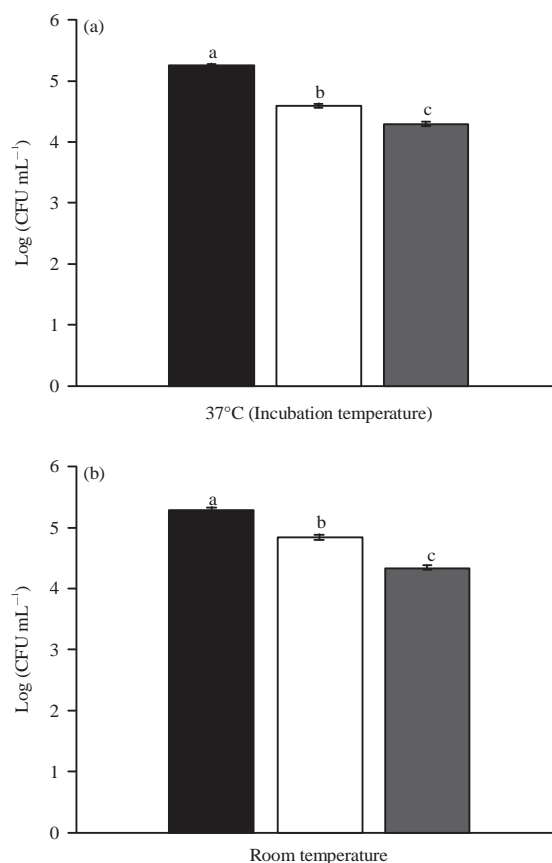 (a)
6
5
4
3
2
1
0
Log (CFU mL⁻¹)
a
b
c
37°C (Incubation temperature)
(b)
6
5
4
3
2
1
0
Log (CFU mL⁻¹)
a
b
c
Room temperature